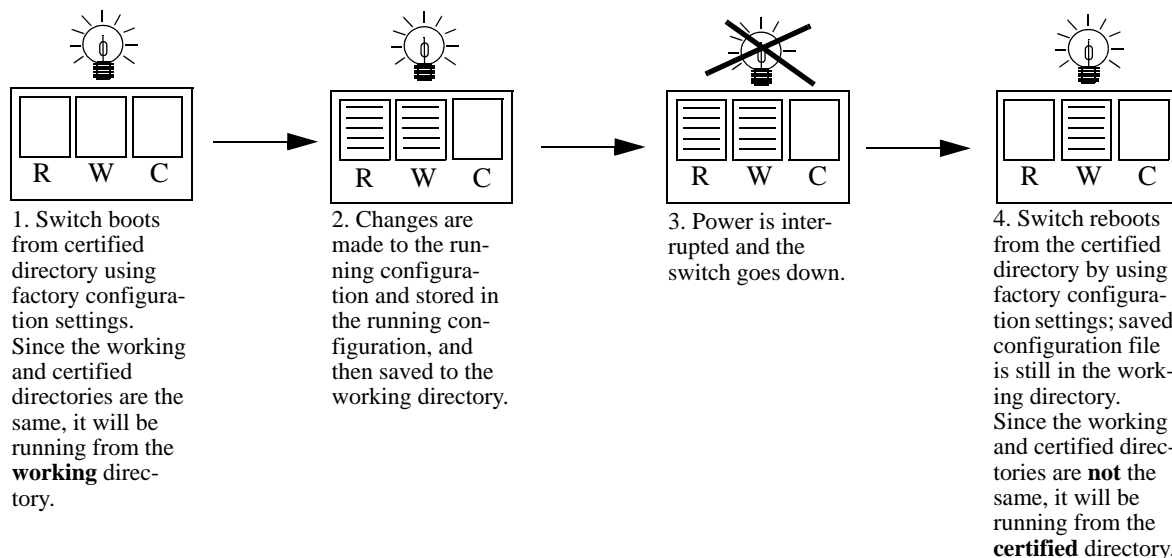 R W C
1. Switch boots
from certified
directory using
factory configura-
tion settings.
Since the working
and certified
directories are the
same, it will be
running from the
working direc-
tory.
R W C
2. Changes are
made to the run-
ning configura-
tion and stored in
the running con-
figuration, and
then saved to the
working directory.
R W C
3. Power is inter-
rupted and the
switch goes down.
R W C
4. Switch reboots
from the certified
directory by using
factory configura-
tion settings; saved
configuration file
is still in the work-
ing directory.
Since the working
and certified direc-
tories are not the
same, it will be
running from the
certified directory.